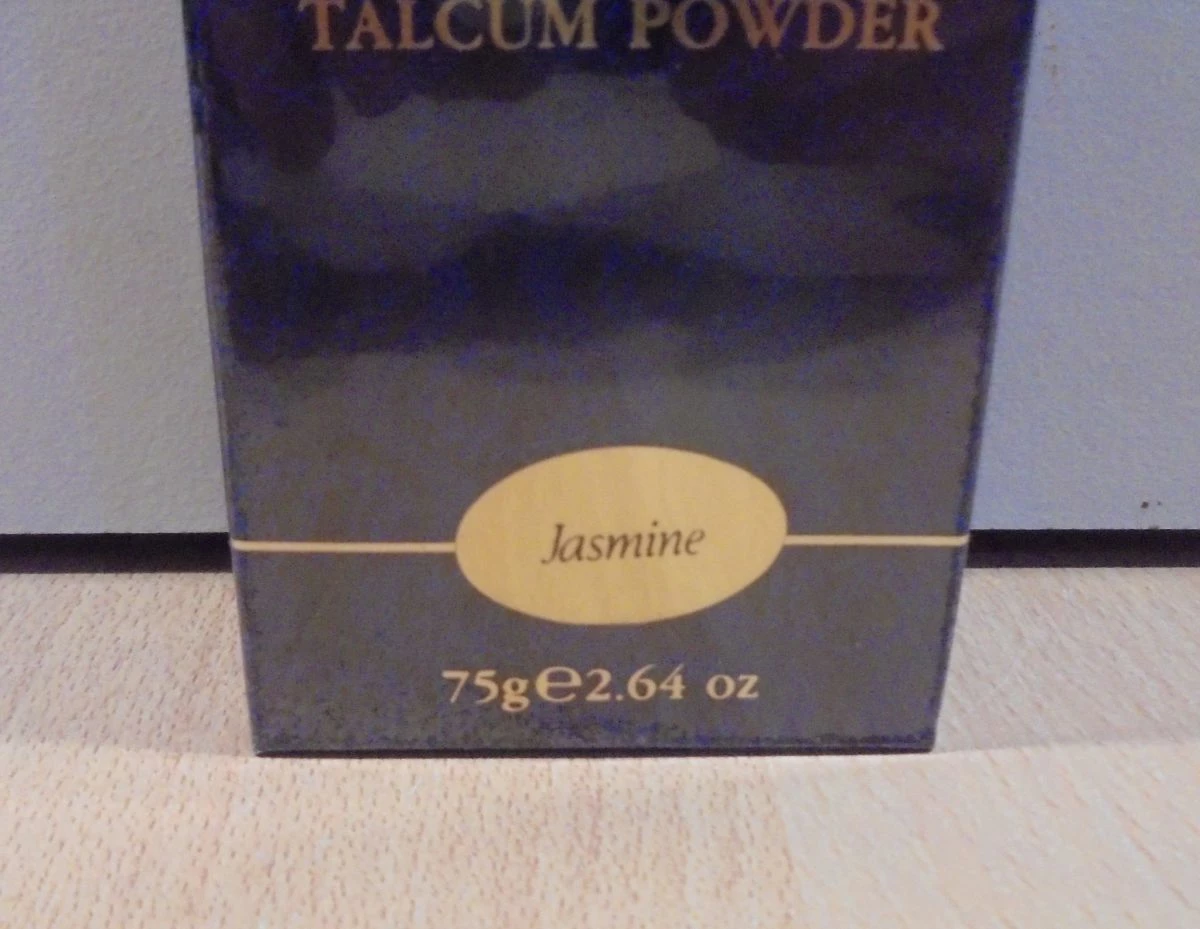 TALCUM POWDER
Jasmine
75g℮2.64 oz